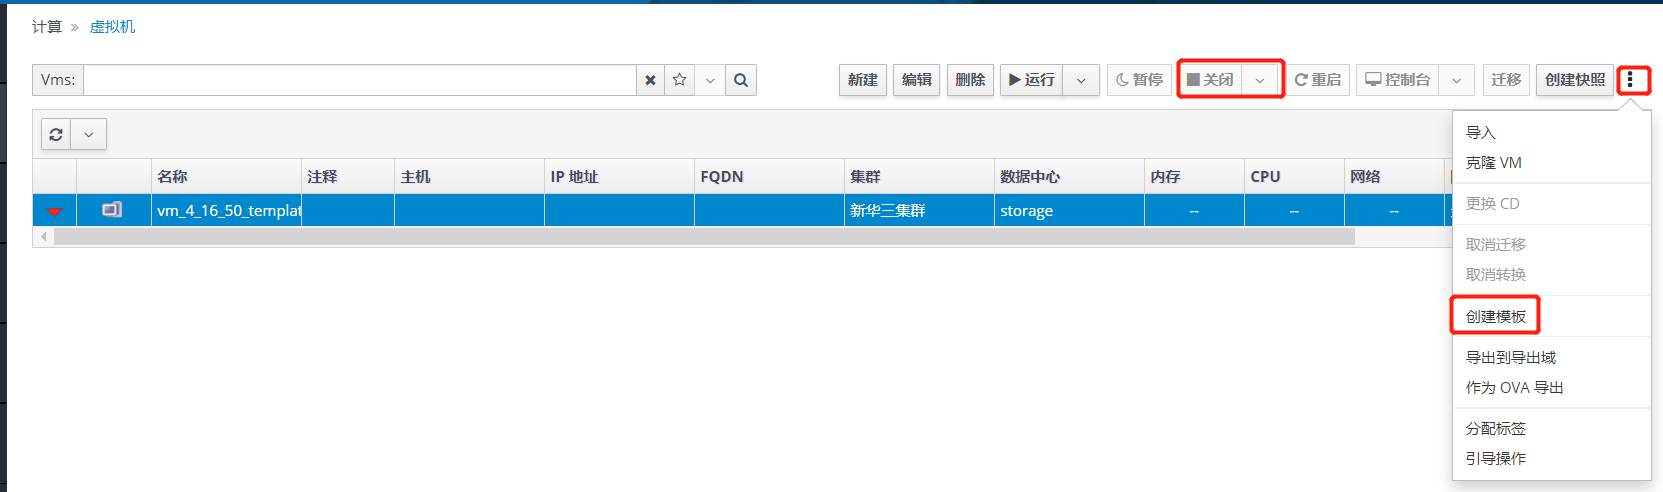 计算 » 虚拟机
Vms: 新建 编辑 删除 运行 暂停 关闭 重启 控制台 迁移 创建快照
名称 注释 主机 IP 地址 FQDN 集群 数据中心 内存 CPU 网络
vm_4_16_50_templat 新华三集群 storage -- -- --
导入
克隆 VM
更换 CD
取消迁移
取消转换
创建模板
导出到导出域
作为 OVA 导出
分配标签
引导操作